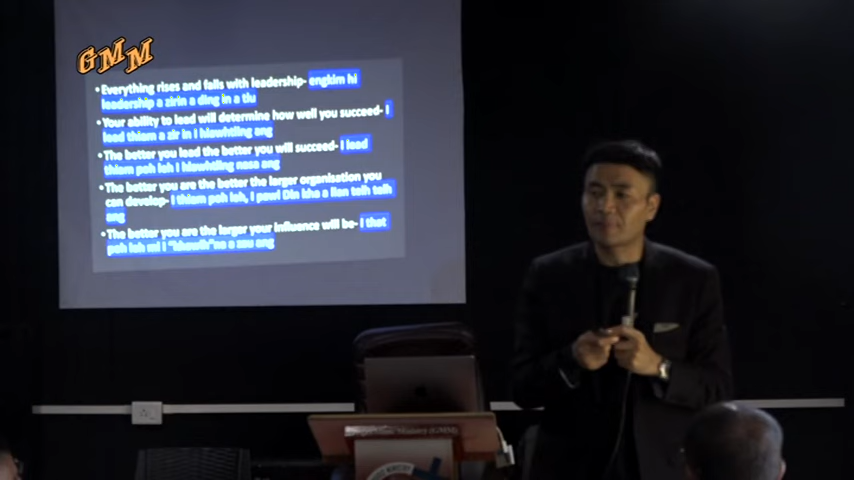 GMM
• Everything rises and falls with leadership- engkim hi
leadership a zirin a ding in a tlu
• Your ability to lead will determine how well you succeed- I
lead thiam a zir in I hlawhtling ang
• The better you lead the better you will succeed- I lead
thiam poh leh I hlawhtling nasa ang
• The better you are the better the larger organisation you
can develop- I thiam poh leh, I pawl Din kha a lian telh telh
ang
• The better you are the larger your influence will be- I that
poh leh mi I
Ministry (GMM)